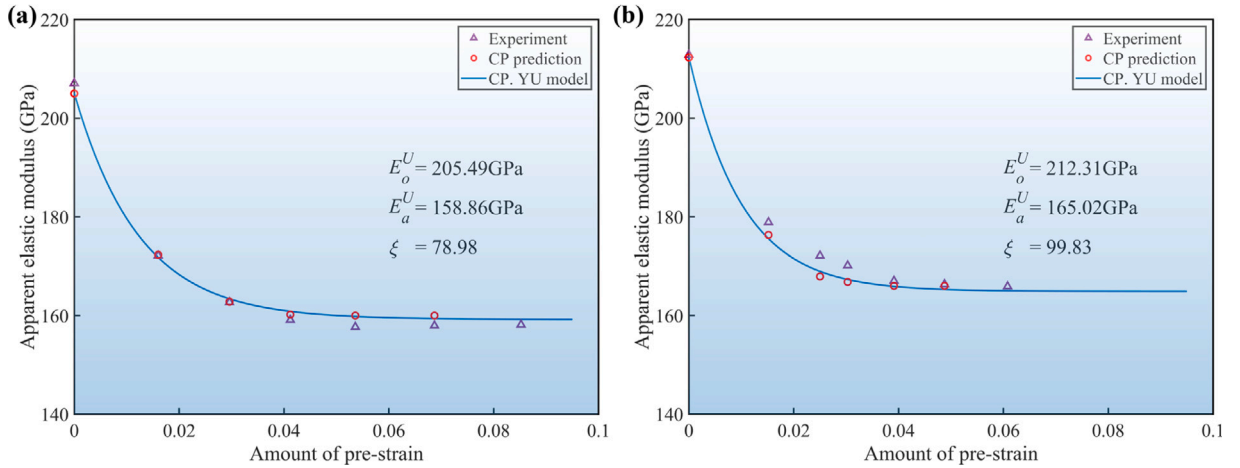 (a)
220
200
180
160
140
0
0.02
0.04
0.06
0.08
0.1
Apparent elastic modulus (GPa)
Amount of pre-strain
Experiment
CP prediction
CP. YU model
E_o^U = 205.49GPa
E_a^U = 158.86GPa
ξ = 78.98
(b)
220
200
180
160
140
0
0.02
0.04
0.06
0.08
0.1
Apparent elastic modulus (GPa)
Amount of pre-strain
Experiment
CP prediction
CP. YU model
E_o^U = 212.31GPa
E_a^U = 165.02GPa
ξ = 99.83